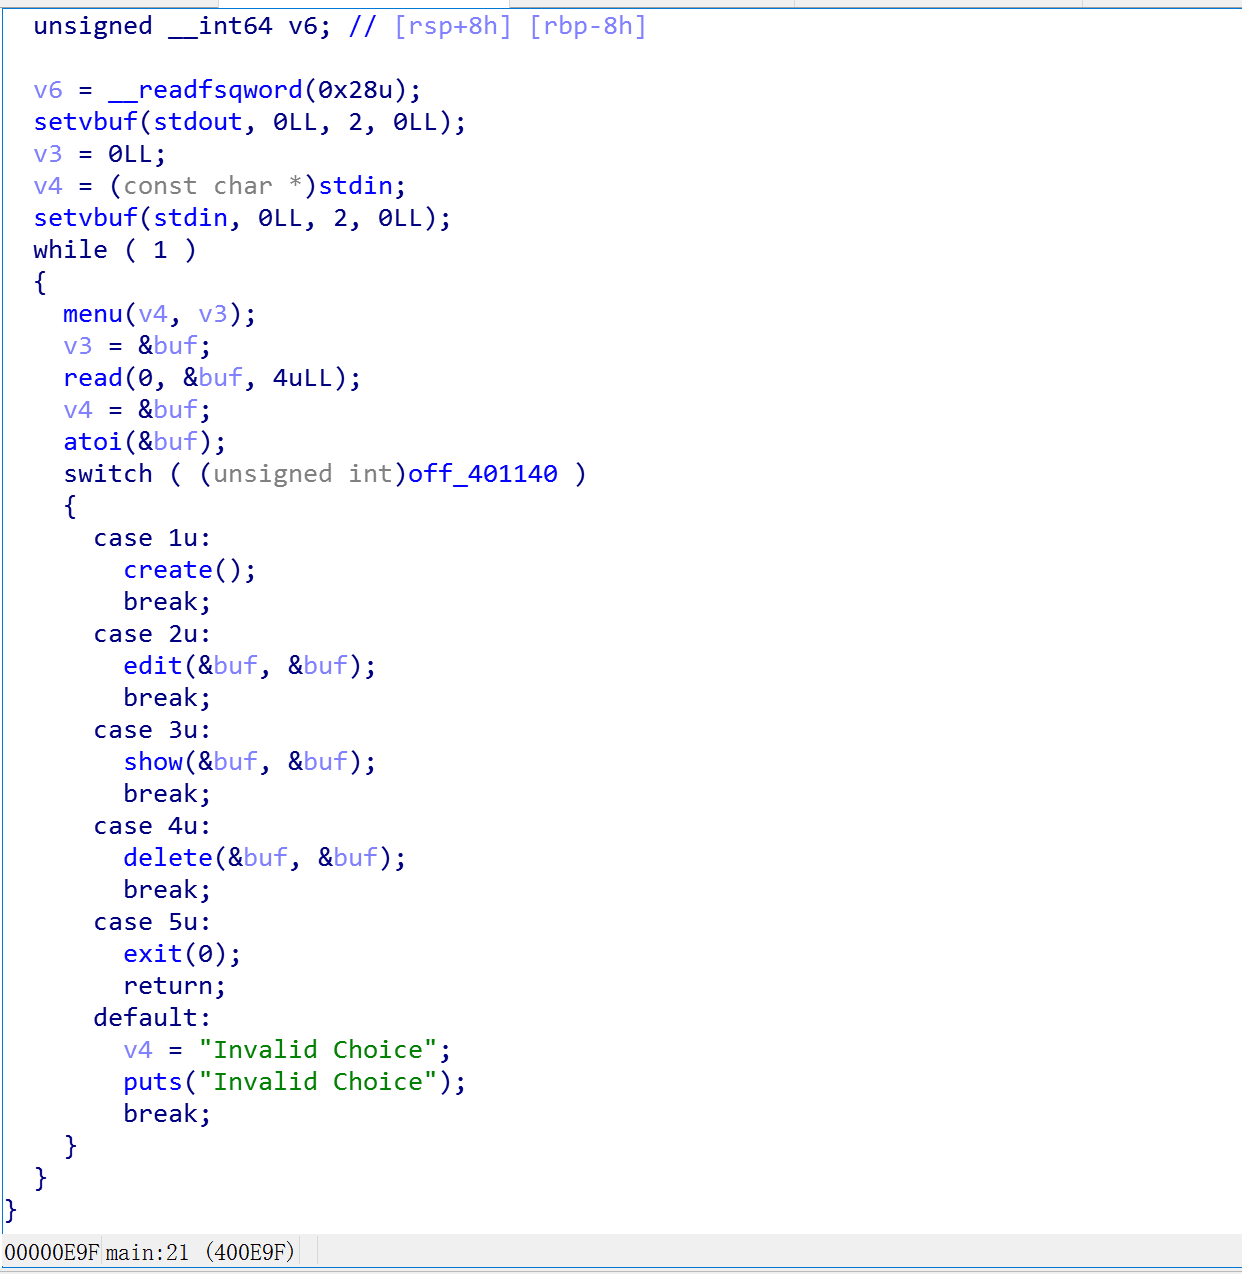 unsigned __int64 v6; // [rsp+8h] [rbp-8h]
v6 = __readfsqword(0x28u);
setvbuf(stdout, 0LL, 2, 0LL);
v3 = 0LL;
v4 = (const char *)stdin;
setvbuf(stdin, 0LL, 2, 0LL);
while ( 1 )
{
menu(v4, v3);
v3 = &buf;
read(0, &buf, 4uLL);
v4 = &buf;
atoi(&buf);
switch ( (unsigned int)off_401140 )
{
case 1u:
create();
break;
case 2u:
edit(&buf, &buf);
break;
case 3u:
show(&buf, &buf);
break;
case 4u:
delete(&buf, &buf);
break;
case 5u:
exit(0);
return;
default:
v4 = "Invalid Choice";
puts("Invalid Choice");
break;
}
}
}
00000E9F main:21 (400E9F)